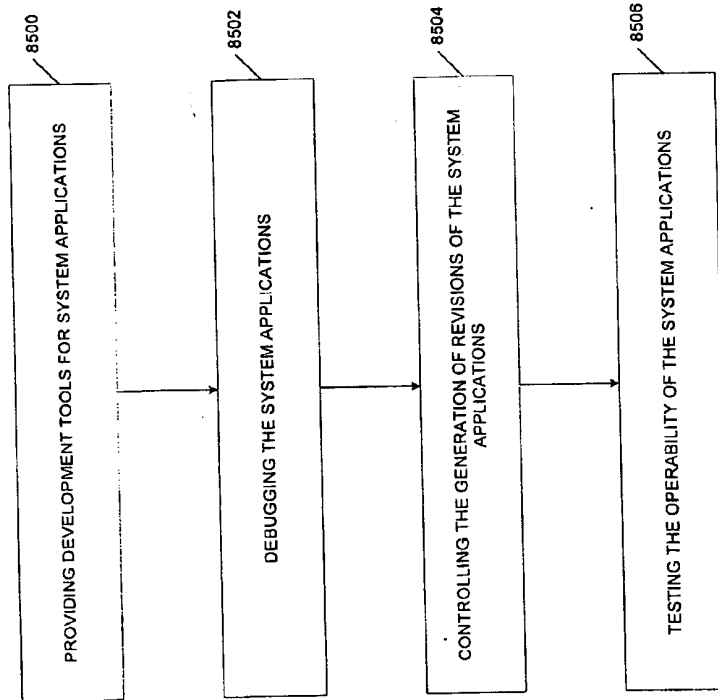 8500
PROVIDING DEVELOPMENT TOOLS FOR SYSTEM APPLICATIONS
8502
DEBUGGING THE SYSTEM APPLICATIONS
8504
CONTROLLING THE GENERATION OF REVISIONS OF THE SYSTEM
APPLICATIONS
8506
TESTING THE OPERABILITY OF THE SYSTEM APPLICATIONS